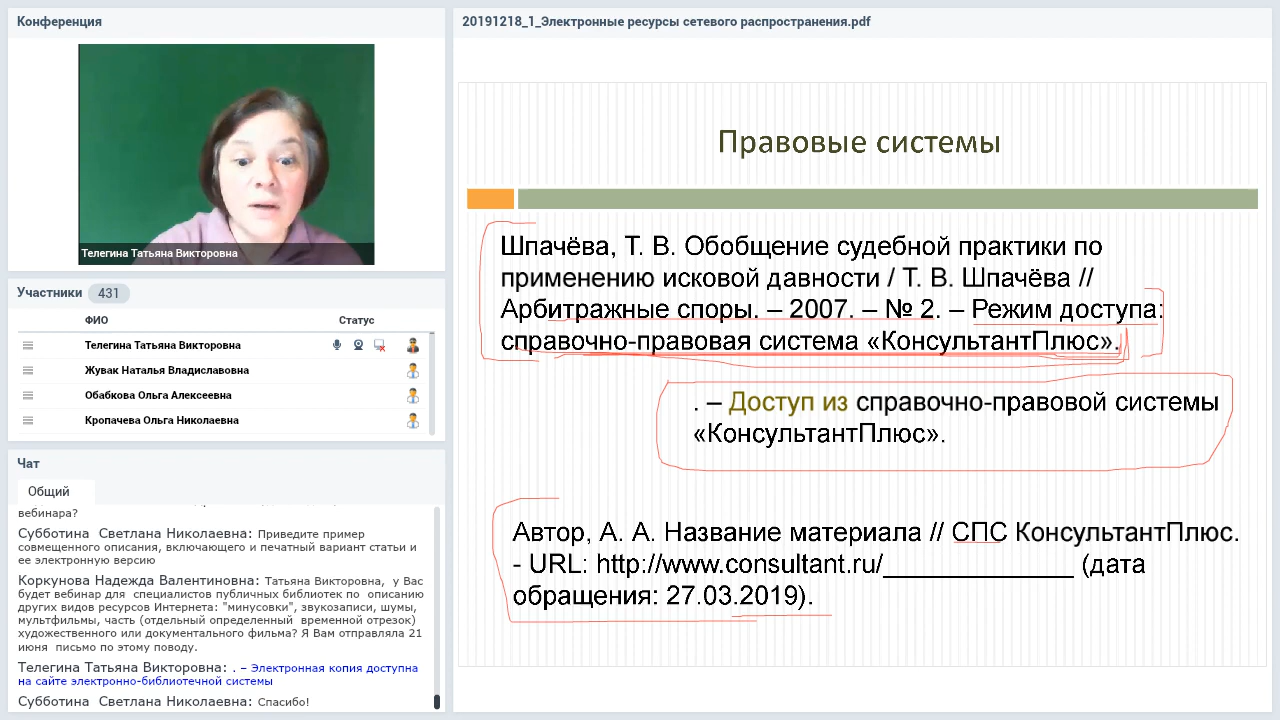 Конференция
Телегина Татьяна Викторовна
Участники 431
ФИО Статус
Телегина Татьяна Викторовна
Жувак Наталья Владиславовна
Обабкова Ольга Алексеевна
Кропачева Ольга Николаевна
Чат
Общий
вебинара?
Субботина Светлана Николаевна: Приведите пример
совмещенного описания, включающего и печатный вариант статьи и
ее электронную версию
Коркунова Надежда Валентиновна: Татьяна Викторовна, у Вас
будет вебинар для специалистов публичных библиотек по описанию
других видов ресурсов Интернета: "минусовки", звукозаписи, шумы,
мультфильмы, часть (отдельный определенный временной отрезок)
художественного или документального фильма? Я Вам отправляла 21
июня письмо по этому поводу.
Телегина Татьяна Викторовна: . – Электронная копия доступна
на сайте электронно-библиотечной системы
Субботина Светлана Николаевна: Спасибо!
20191218_1_Электронные ресурсы сетевого распространения.pdf
Правовые системы
Шпачёва, Т. В. Обобщение судебной практики по
применению исковой давности / Т. В. Шпачёва //
Арбитражные споры. – 2007. – № 2. – Режим доступа:
справочно-правовая система «КонсультантПлюс».
. – Доступ из справочно-правовой системы
«КонсультантПлюс».
Автор, А. А. Название материала // СПС КонсультантПлюс.
- URL: http://www.consultant.ru/______________ (дата
обращения: 27.03.2019).